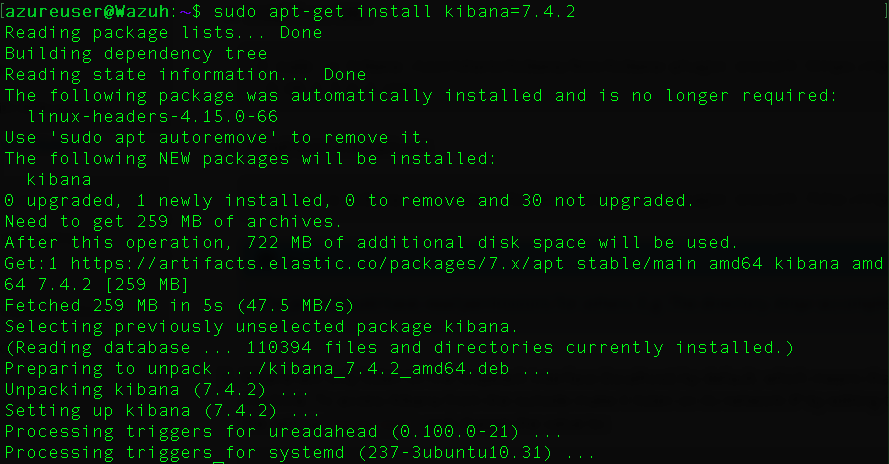 [azureuser@Wazuh:~$ sudo apt-get install kibana=7.4.2 ]
Reading package lists... Done
Building dependency tree
Reading state information... Done
The following package was automatically installed and is no longer required:
  linux-headers-4.15.0-66
Use 'sudo apt autoremove' to remove it.
The following NEW packages will be installed:
  kibana
0 upgraded, 1 newly installed, 0 to remove and 30 not upgraded.
Need to get 259 MB of archives.
After this operation, 722 MB of additional disk space will be used.
Get:1 https://artifacts.elastic.co/packages/7.x/apt stable/main amd64 kibana amd
64 7.4.2 [259 MB]
Fetched 259 MB in 5s (47.5 MB/s)
Selecting previously unselected package kibana.
(Reading database ... 110394 files and directories currently installed.)
Preparing to unpack .../kibana_7.4.2_amd64.deb ...
Unpacking kibana (7.4.2) ...
Setting up kibana (7.4.2) ...
Processing triggers for ureadahead (0.100.0-21) ...
Processing triggers for systemd (237-3ubuntu10.31) ...